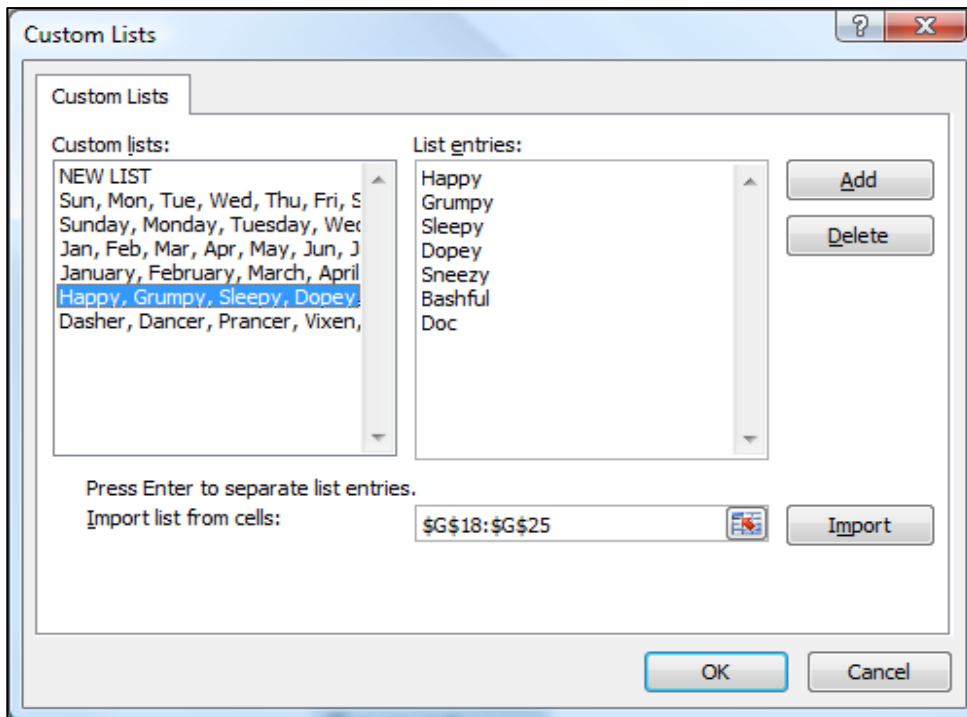 Custom Lists
Custom Lists
Custom lists:
NEW LIST
Sun, Mon, Tue, Wed, Thu, Fri, S
Sunday, Monday, Tuesday, Wed
Jan, Feb, Mar, Apr, May, Jun, J
January, February, March, April
Happy, Grumpy, Sleepy, Dopey,
Dasher, Dancer, Prancer, Vixen,
List entries:
Happy
Grumpy
Sleepy
Dopey
Sneezy
Bashful
Doc
Add
Delete
Press Enter to separate list entries.
Import list from cells:
$G$18:$G$25
Import
OK
Cancel